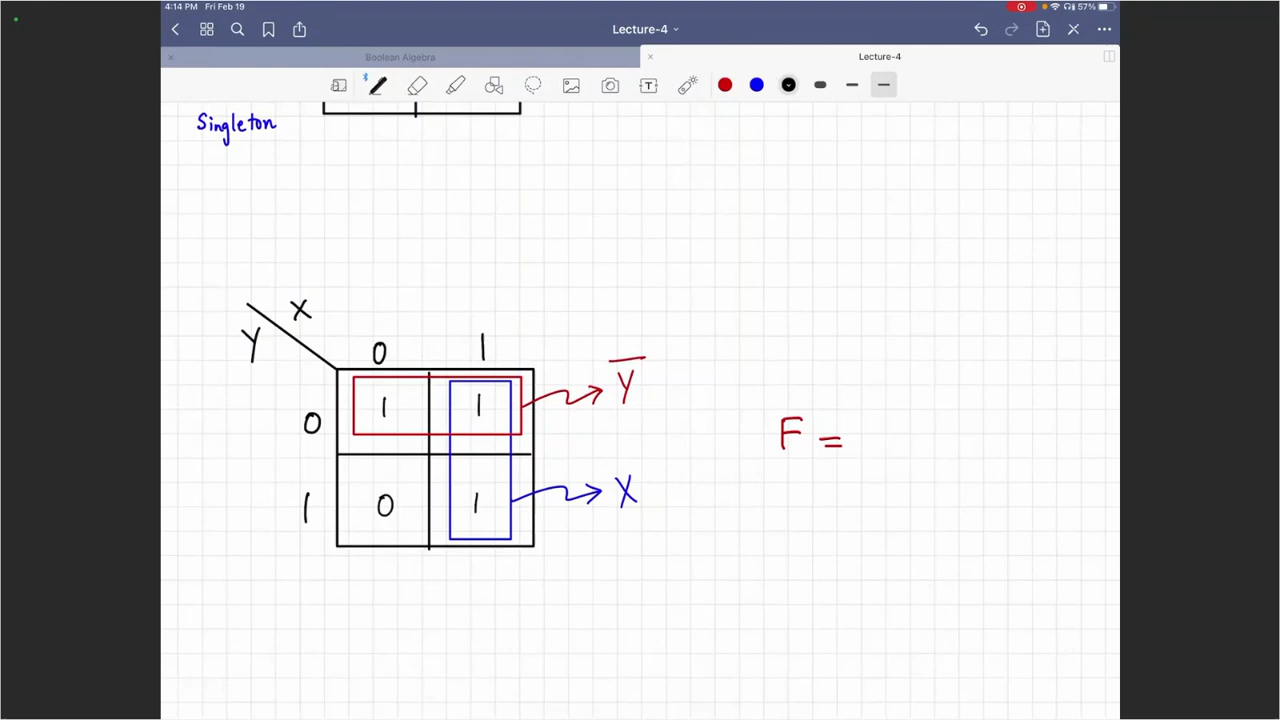 4:14 PM Fri Feb 19
57%
Lecture-4
Boolean Algebra
Lecture-4
T
Singleton
X
Y
0 1
0 1 1
Y̅
F =
1 0 1
X